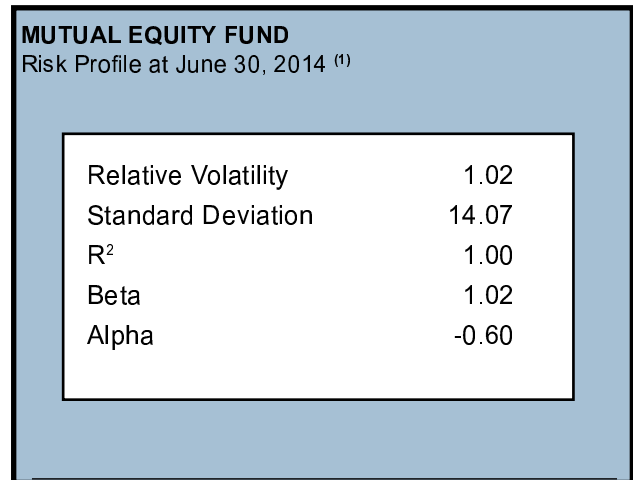 MUTUAL EQUITY FUND
Risk Profile at June 30, 2014 (1)
Relative Volatility 1.02
Standard Deviation 14.07
R² 1.00
Beta 1.02
Alpha -0.60